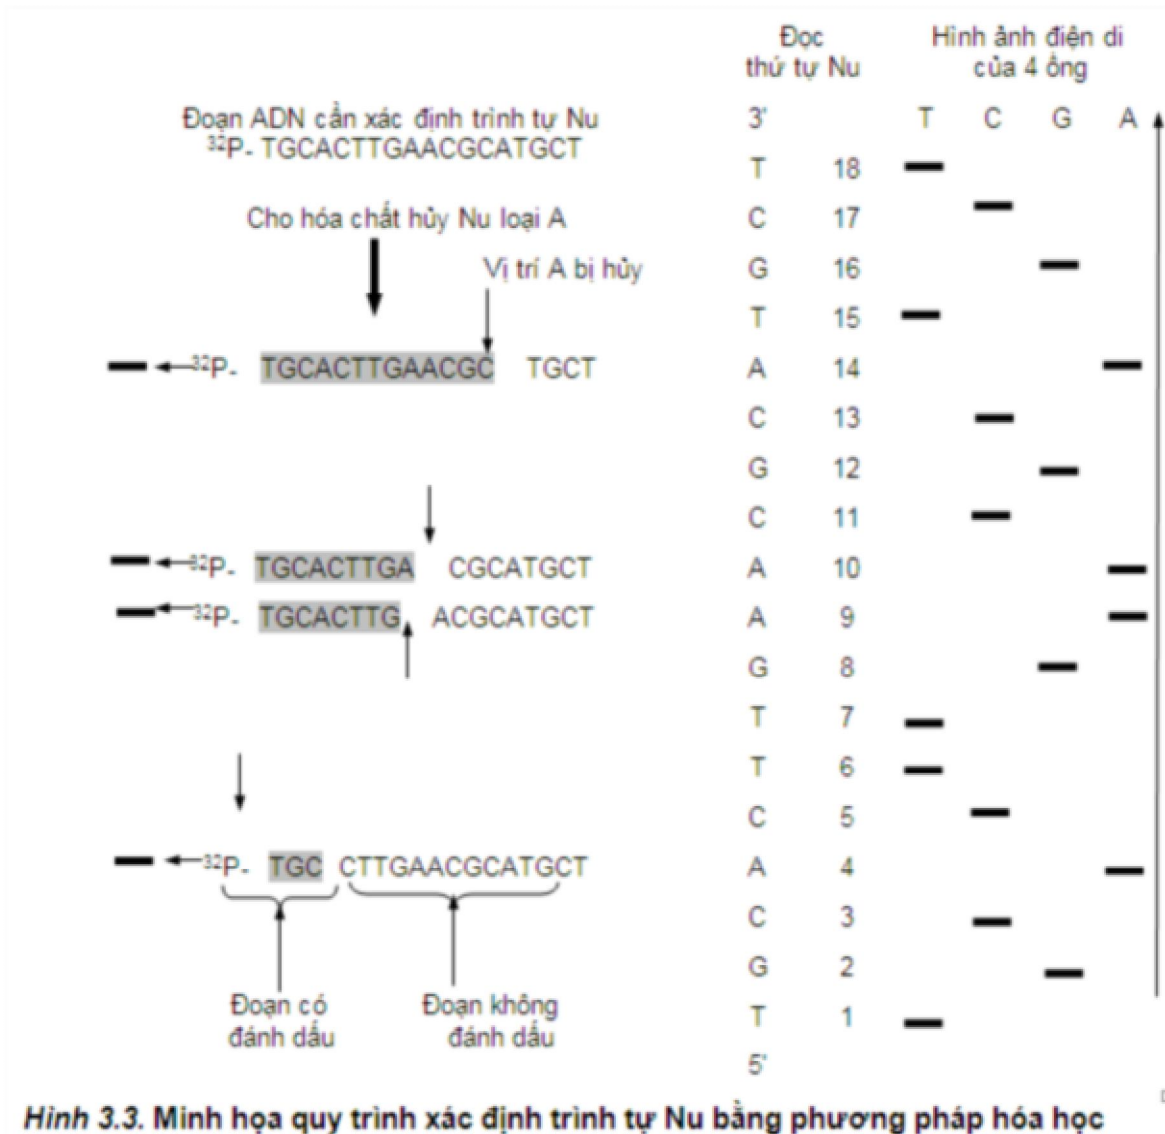 Đọc
thứ tự Nu
Hình ảnh điện di
của 4 ống
Đoạn ADN cần xác định trình tự Nu
32P- TGCACTTGAACGCATGCT
Cho hóa chất hủy Nu loại A
Vị trí A bị hủy
32P- TGCACTTGAACGC TGCT
32P- TGCACTTGA CGCATGCT
32P- TGCACTTG ACGCATGCT
32P- TGC CTTGAACGCATGCT
Đoạn có
đánh dấu
Đoạn không
đánh dấu
3' T C G A
T 18
C 17
G 16
T 15
A 14
C 13
G 12
C 11
A 10
A 9
G 8
T 7
T 6
C 5
A 4
C 3
G 2
T 1
5'
Hình 3.3. Minh họa quy trình xác định trình tự Nu bằng phương pháp hóa học